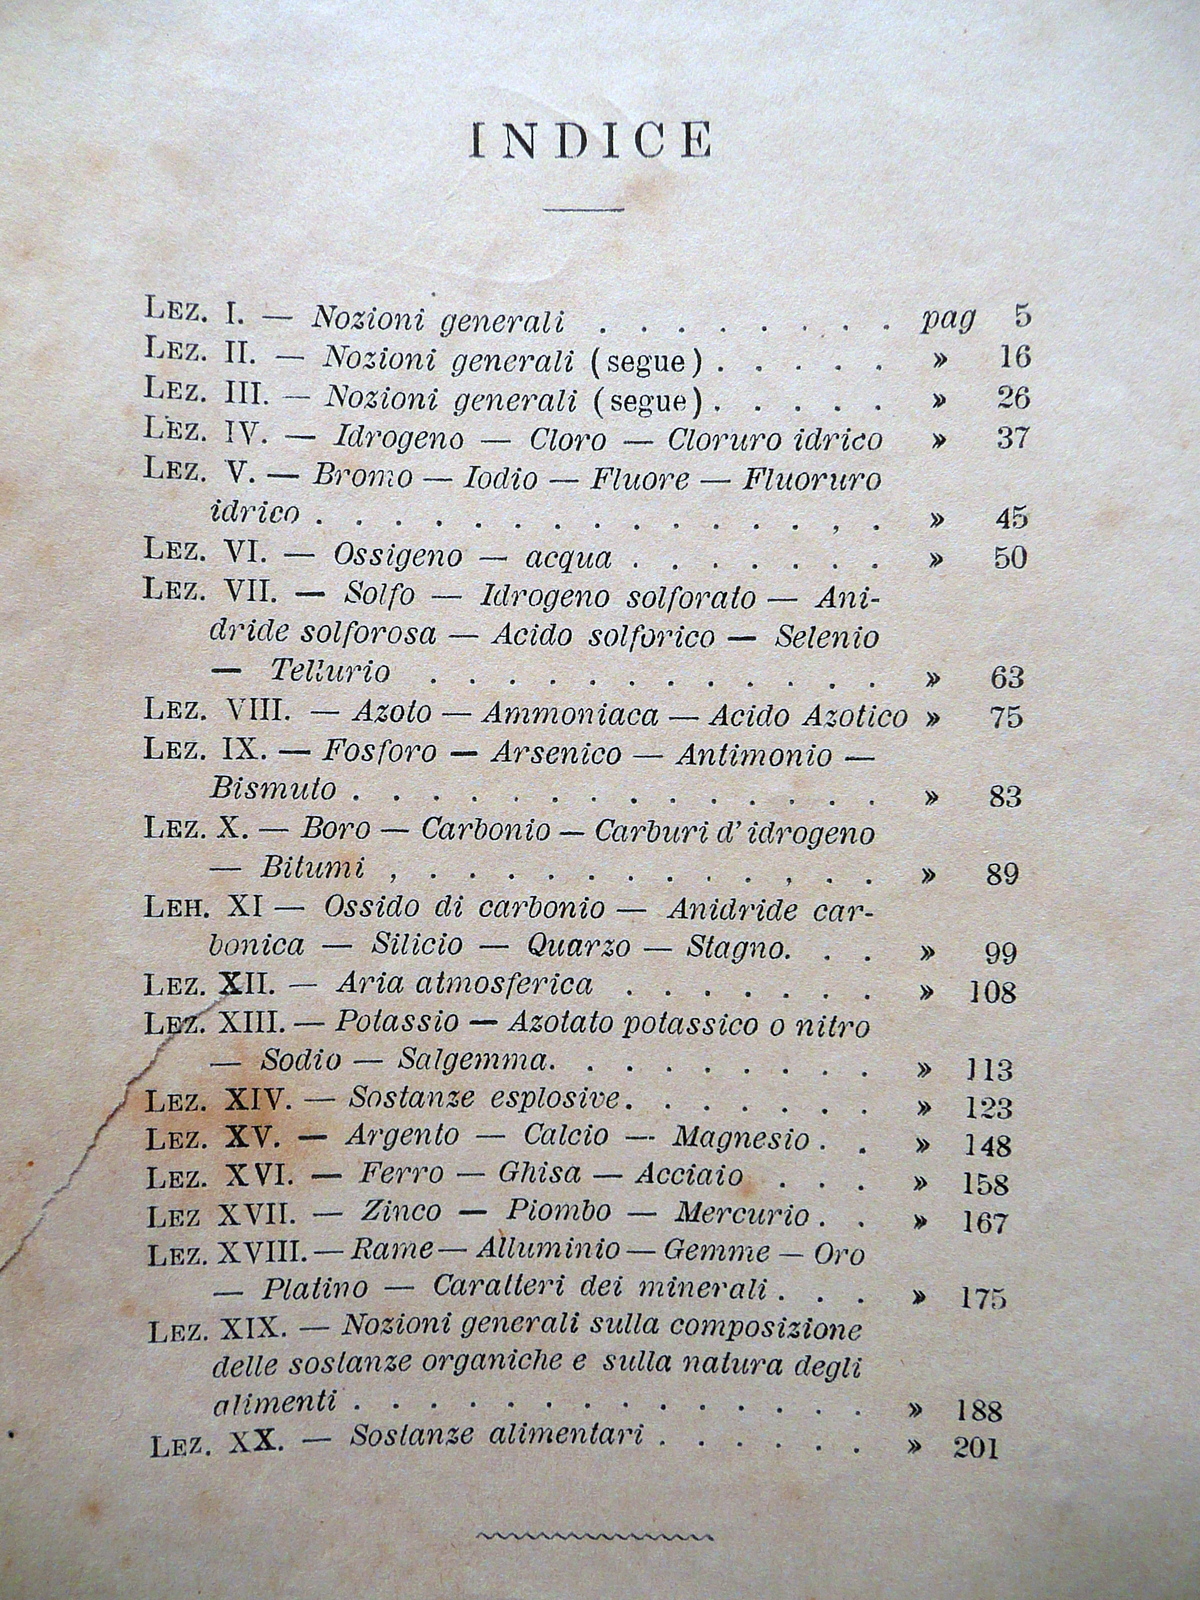 INDICE
LEZ. I. — Nozioni generali . . . . . . . . pag 5
LEZ. II. — Nozioni generali (segue) . . . . . » 16
LEZ. III. — Nozioni generali (segue) . . . . . » 26
LEZ. IV. — Idrogeno — Cloro — Cloruro idrico » 37
LEZ. V. — Bromo — Iodio — Fluore — Fluoruro
idrico . . . . . . . . . . . . . . , . » 45
LEZ. VI. — Ossigeno — acqua . . . . . . . » 50
LEZ. VII. — Solfo — Idrogeno solforato — Ani-
dride solforosa — Acido solforico — Selenio
— Tellurio . . . . . . . . . . . . » 63
LEZ. VIII. — Azoto — Ammoniaca — Acido Azotico » 75
LEZ. IX. — Fosforo — Arsenico — Antimonio —
Bismuto . . . . . . . . . . . . . . » 83
LEZ. X. — Boro — Carbonio — Carburi d'idrogeno
— Bitumi , . . . . . . . . . . . . » 89
LEH. XI — Ossido di carbonio — Anidride car-
bonica — Silicio — Quarzo — Stagno. . . » 99
LEZ. XII. — Aria atmosferica . . . . . . . » 108
LEZ. XIII. — Potassio — Azotato potassico o nitro
— Sodio — Salgemma. . . . . . . . . » 113
LEZ. XIV. — Sostanze esplosive. . . . . . . » 123
LEZ. XV. — Argento — Calcio — Magnesio . . » 148
LEZ. XVI. — Ferro — Ghisa — Acciaio . . . » 158
LEZ XVII. — Zinco — Piombo — Mercurio . . » 167
LEZ. XVIII. — Rame — Alluminio — Gemme — Oro
— Platino — Caratteri dei minerali . . . » 175
LEZ. XIX. — Nozioni generali sulla composizione
delle sostanze organiche e sulla natura degli
alimenti . . . . . . . . . . . . . . » 188
LEZ. XX. — Sostanze alimentari . . . . . . » 201